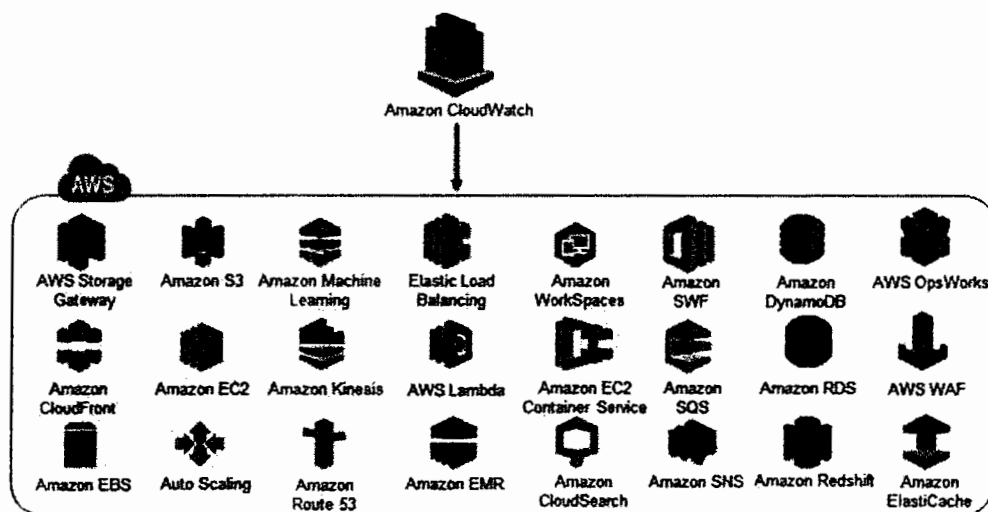 Amazon CloudWatch
AWS
AWS Storage
Gateway
Amazon S3
Amazon Machine
Learning
Elastic Load
Balancing
Amazon
WorkSpaces
Amazon
SWF
Amazon
DynamoDB
AWS OpsWorks
Amazon
CloudFront
Amazon EC2
Amazon Kinesis
AWS Lambda
Amazon EC2
Container Service
Amazon
SQS
Amazon RDS
AWS WAF
Amazon EBS
Auto Scaling
Amazon
Route 53
Amazon EMR
Amazon
CloudSearch
Amazon SNS
Amazon Redshift
Amazon
ElastiCache